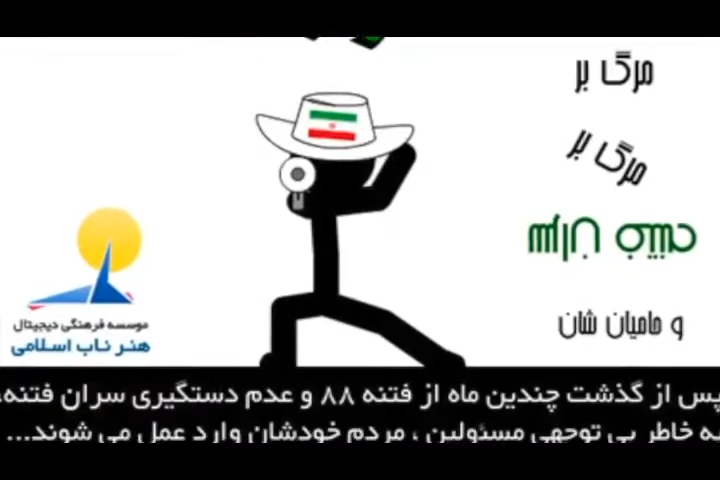 مرگ بر
مرگ بر
و حامیان شان
موسسه فرهنگی دیجیتال
هنر ناب اسلامی
پس از گذشت چندین ماه از فتنه ۸۸ و عدم دستگیری سران فتنه،
به خاطر بی توجهی مسئولین ، مردم خودشان وارد عمل می شوند...